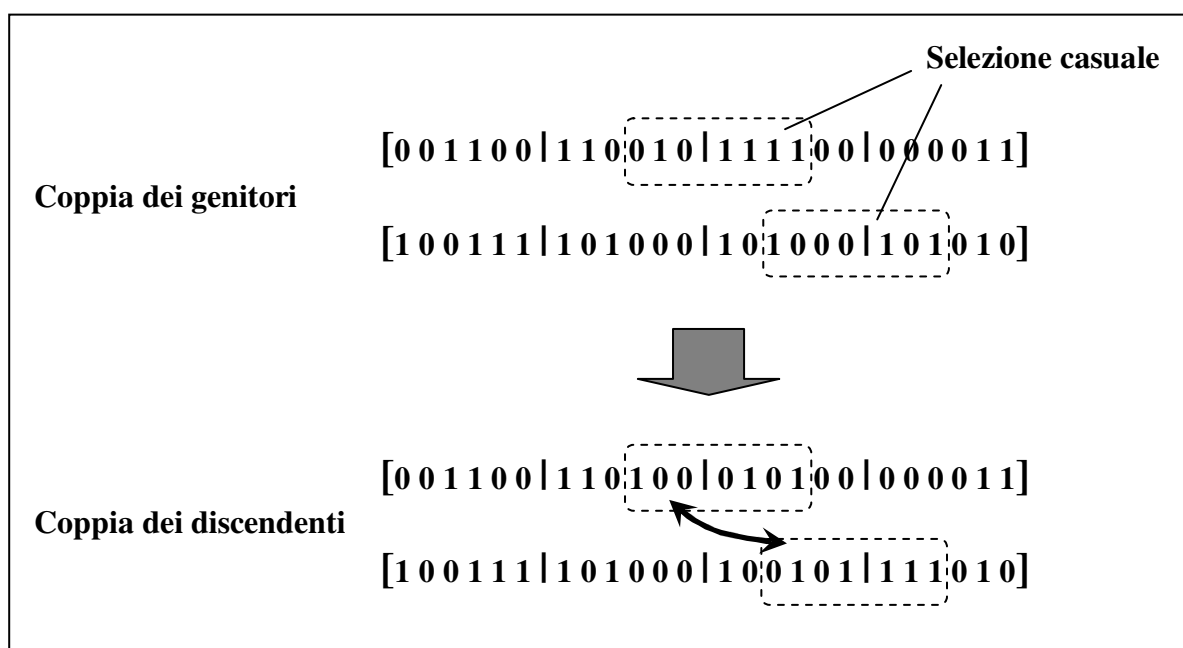 Selezione casuale
[0 0 1 1 0 0 | 1 1 0 0 1 0 | 1 1 1 1 0 0 | 0 0 0 0 1 1]
Coppia dei genitori
[1 0 0 1 1 1 | 1 0 1 0 0 0 | 1 0 1 0 0 0 | 1 0 1 0 1 0]
[0 0 1 1 0 0 | 1 1 0 1 0 0 | 0 1 0 1 0 0 | 0 0 0 0 1 1]
Coppia dei discendenti
[1 0 0 1 1 1 | 1 0 1 0 0 0 | 1 0 0 1 0 1 | 1 1 1 0 1 0]